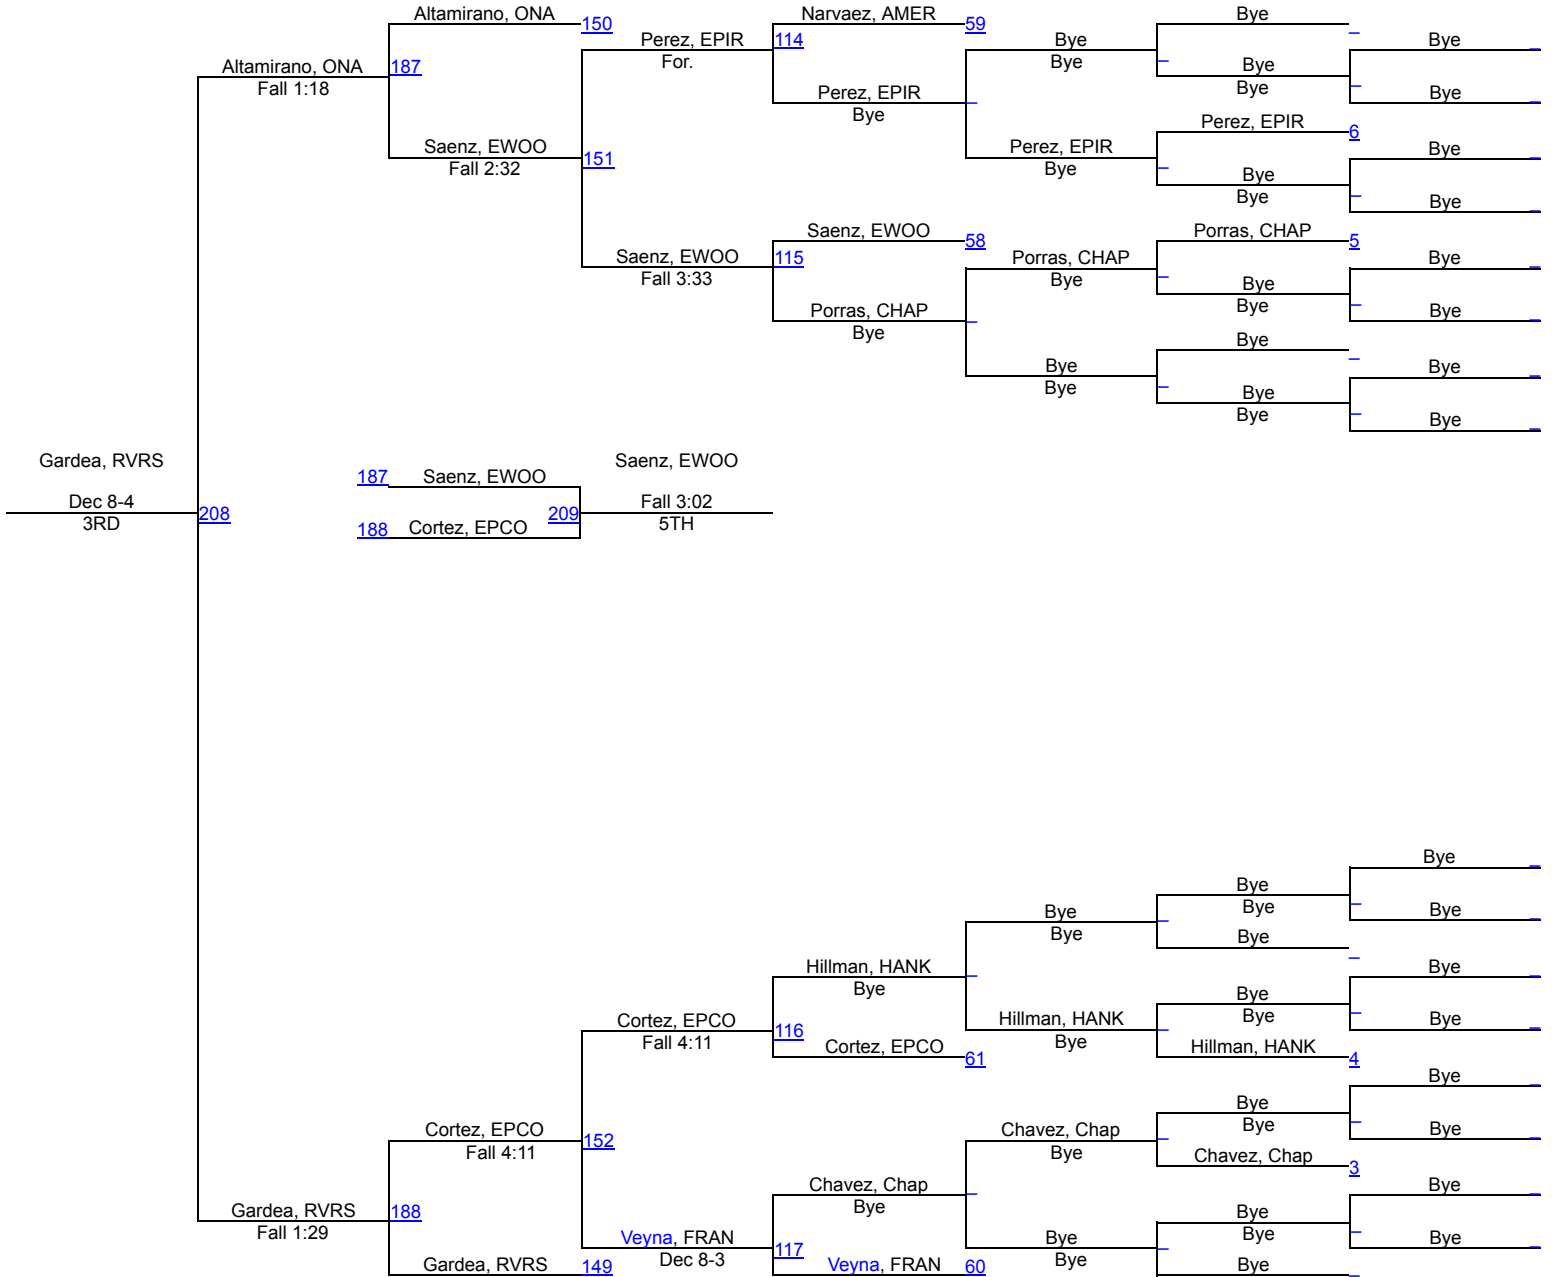 Altamirano, ONA
150
Narvaez, AMER
59
Bye
Perez, EPIR
114
Bye
Bye
For.
Bye
Altamirano, ONA
187
Bye
Fall 1:18
Bye
Perez, EPIR
Bye
Bye
Perez, EPIR
6
Saenz, EWOO
151
Perez, EPIR
Bye
Fall 2:32
Bye
Bye
Bye
Bye
Saenz, EWOO
58
Porras, CHAP
5
Saenz, EWOO
115
Porras, CHAP
Bye
Fall 3:33
Bye
Bye
Bye
Porras, CHAP
Bye
Bye
Bye
Bye
Bye
Bye
Bye
Bye
Bye
Gardea, RVRS
187
Saenz, EWOO
Saenz, EWOO
Dec 8-4
Fall 3:02
3RD
208
209
5TH
188
Cortez, EPCO
Bye
Bye
Bye
Bye
Bye
Bye
Bye
Hillman, HANK
Bye
Bye
Bye
Cortez, EPCO
116
Hillman, HANK
Bye
Bye
Fall 4:11
Bye
Cortez, EPCO
61
Hillman, HANK
4
Bye
Bye
Cortez, EPCO
152
Chavez, Chap
Bye
Bye
Fall 4:11
Bye
Chavez, Chap
3
Chavez, Chap
Bye
Bye
Gardea, RVRS
188
Bye
Fall 1:29
Bye
Veyna, FRAN
117
Bye
Bye
Dec 8-3
Bye
Gardea, RVRS
149
Veyna, FRAN
60
Bye